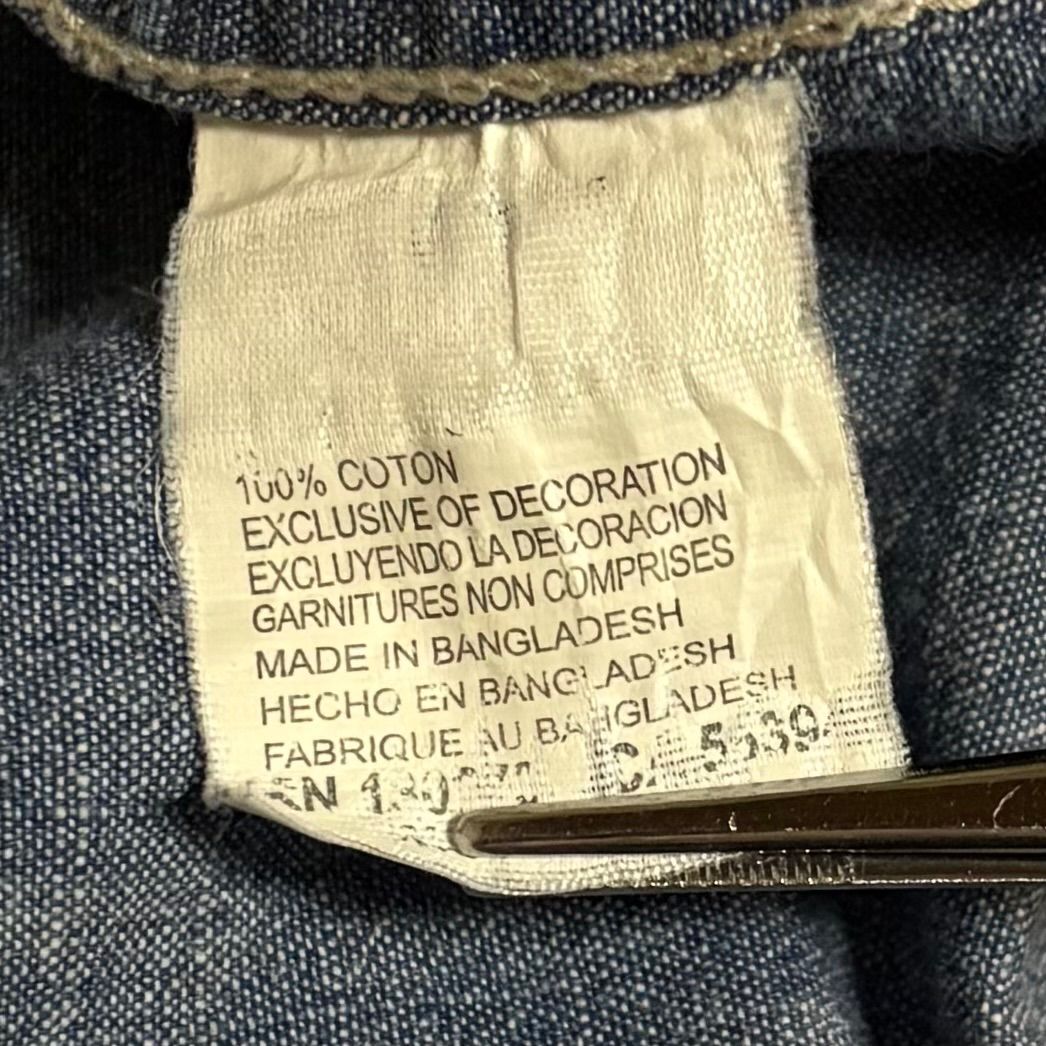 100% COTON
EXCLUSIVE OF DECORATION
EXCLUYENDO LA DECORACION
GARNITURES NON COMPRISES
MADE IN BANGLADESH
HECHO EN BANGLADESH
FABRIQUE AU BANGLADESH